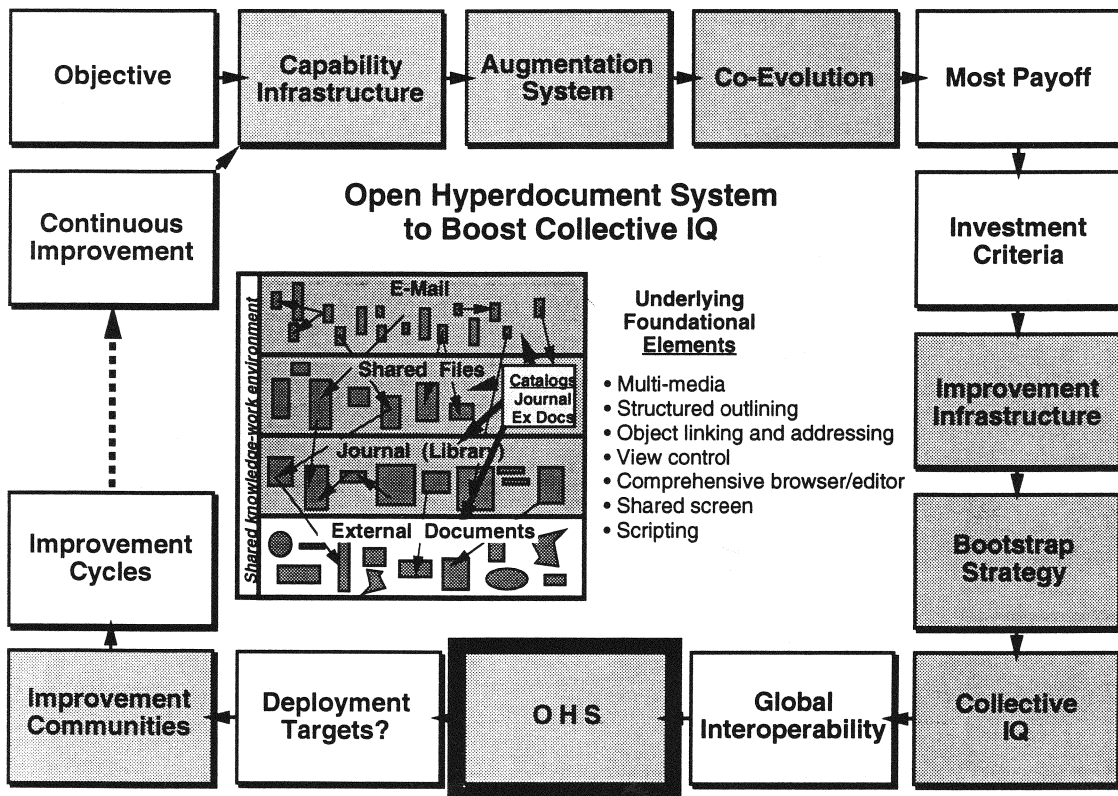 Objective
Capability
Infrastructure
Augmentation
System
Co-Evolution
Most Payoff
Continuous
Improvement
Open Hyperdocument System
to Boost Collective IQ
Investment
Criteria
Shared knowledge-work environment
E-Mail
Shared Files
Catalogs
Journal
Ex Docs
Journal (Library)
External Documents
Underlying
Foundational
Elements
• Multi-media
• Structured outlining
• Object linking and addressing
• View control
• Comprehensive browser/editor
• Shared screen
• Scripting
Improvement
Infrastructure
Improvement
Cycles
Bootstrap
Strategy
Improvement
Communities
Deployment
Targets?
O H S
Global
Interoperability
Collective
IQ